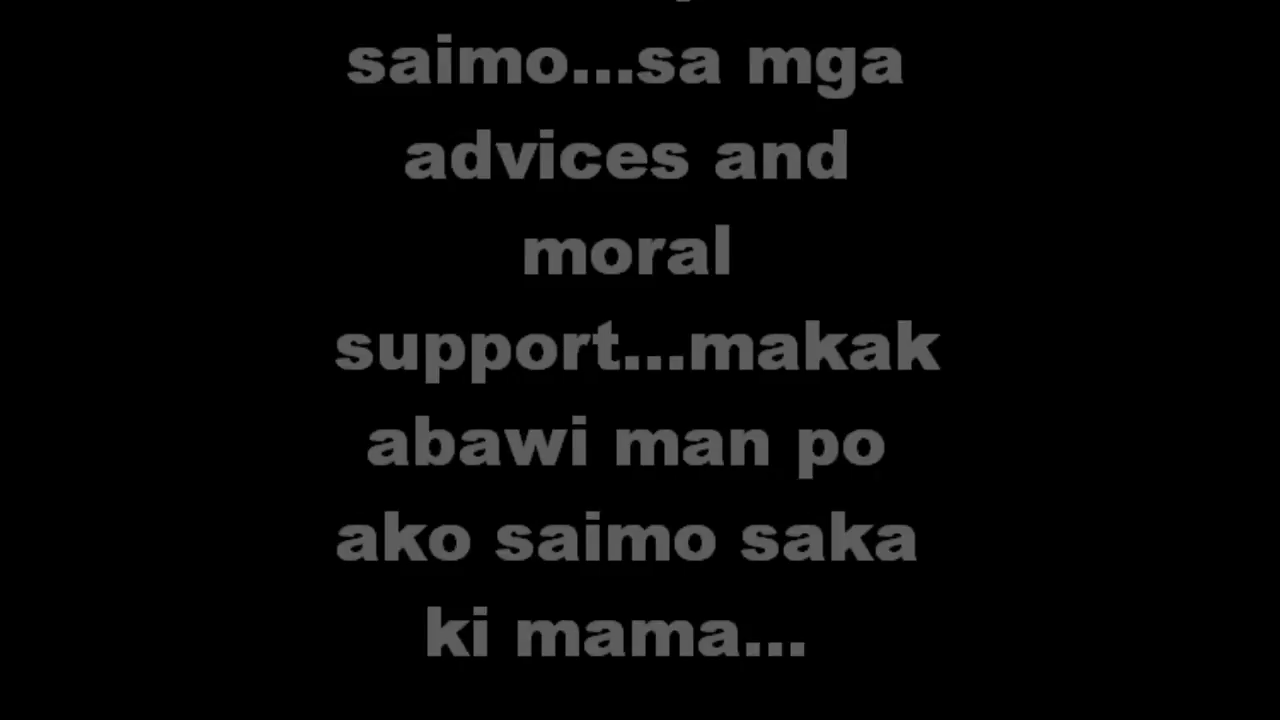 saimo...sa mga
advices and
moral
support...makak
abawi man po
ako saimo saka
ki mama...